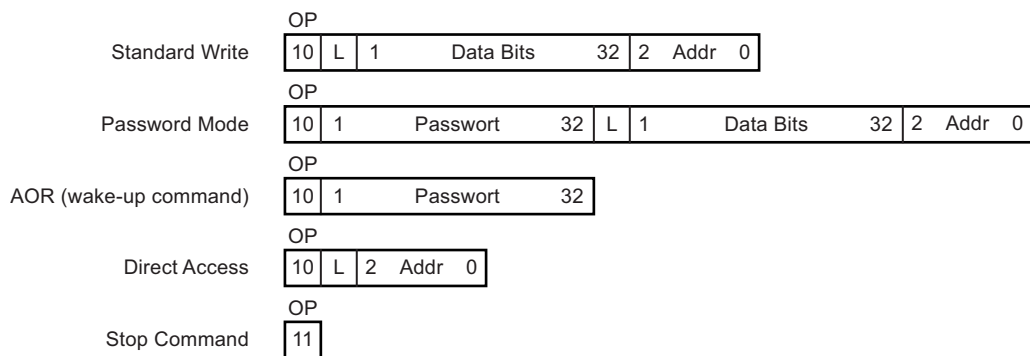 OP
Standard Write 10 L 1 Data Bits 32 2 Addr 0
OP
Password Mode 10 1 Passwort 32 L 1 Data Bits 32 2 Addr 0
OP
AOR (wake-up command) 10 1 Passwort 32
OP
Direct Access 10 L 2 Addr 0
OP
Stop Command 11